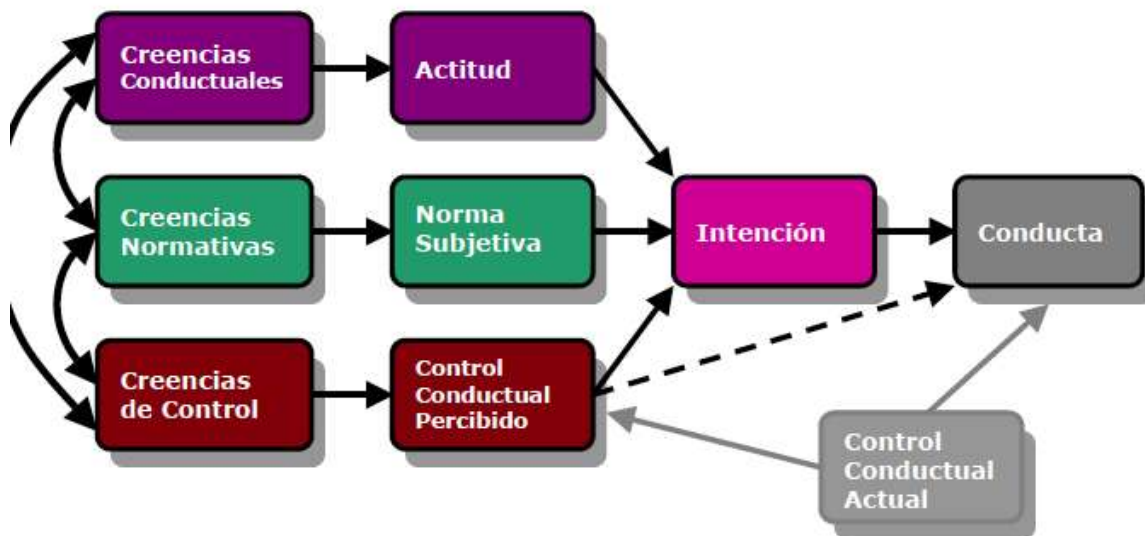 Creencias
Conductuales
Actitud
Creencias
Normativas
Norma
Subjetiva
Intención
Conducta
Creencias
de Control
Control
Conductual
Percibido
Control
Conductual
Actual